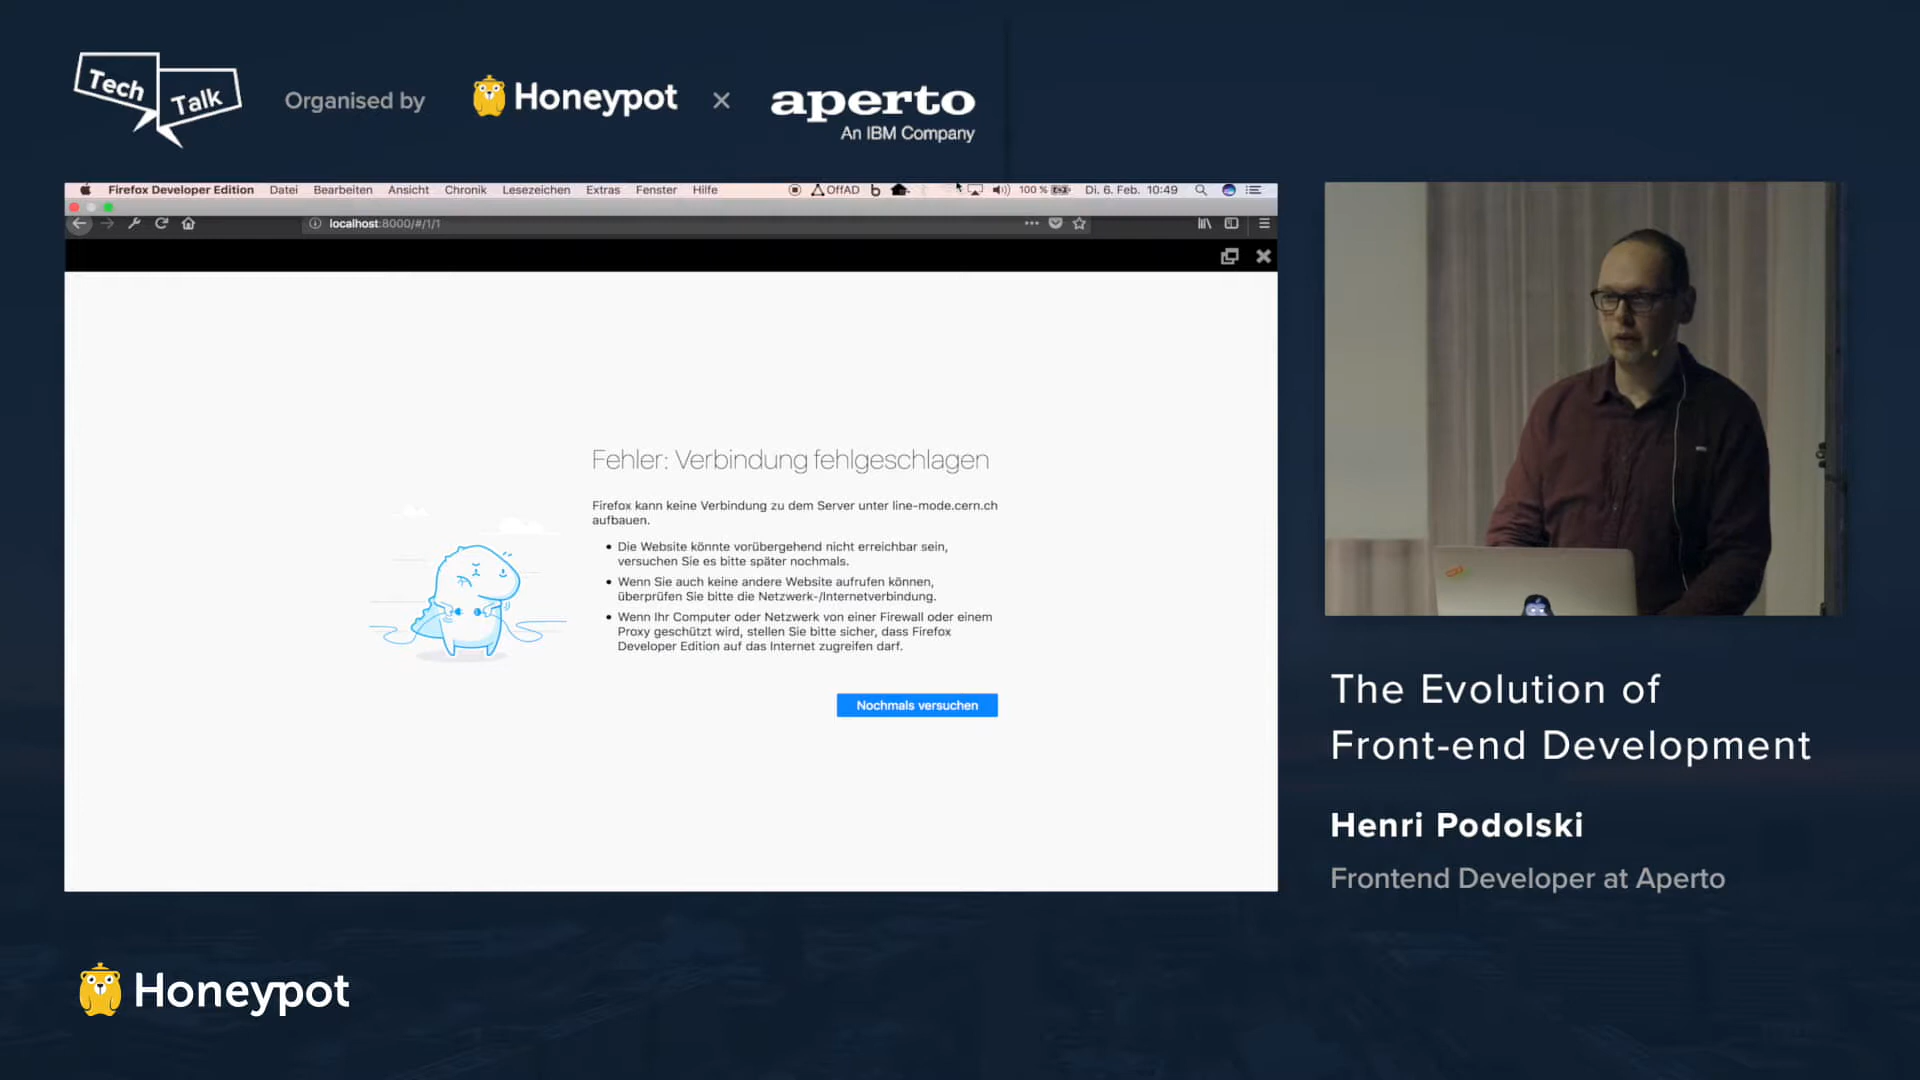 Tech
Talk
Organised by
Honeypot
×
aperto
An IBM Company
Firefox Developer Edition Datei Bearbeiten Ansicht Chronik Lesezeichen Extras Fenster Hilfe OffAD 100 % Di. 6. Feb. 10:49
localhost:8000/#/1/1
Fehler: Verbindung fehlgeschlagen
Firefox kann keine Verbindung zu dem Server unter line-mode.cern.ch
aufbauen.
Die Website könnte vorübergehend nicht erreichbar sein,
versuchen Sie es bitte später nochmals.
Wenn Sie auch keine andere Website aufrufen können,
überprüfen Sie bitte die Netzwerk-/Internetverbindung.
Wenn Ihr Computer oder Netzwerk von einer Firewall oder einem
Proxy geschützt wird, stellen Sie bitte sicher, dass Firefox
Developer Edition auf das Internet zugreifen darf.
Nochmals versuchen
The Evolution of
Front-end Development
Henri Podolski
Frontend Developer at Aperto
Honeypot